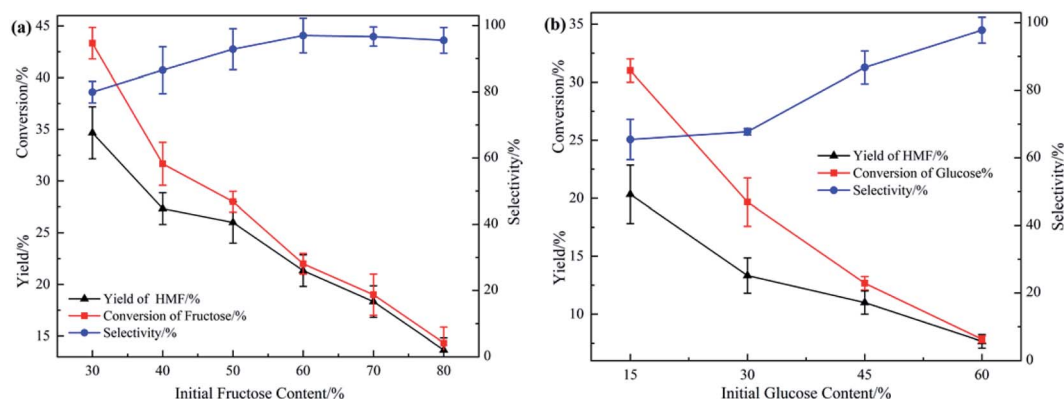 (a)
45
40
35
30
25
20
15
Conversion/%
Yield/%
100
80
60
40
20
0
Selectivity/%
Yield of HMF/%
Conversion of Fructose/%
Selectivity/%
30 40 50 60 70 80
Initial Fructose Content/%
(b)
35
30
25
20
15
10
Conversion/%
Yield/%
100
80
60
40
20
0
Selectivity/%
Yield of HMF/%
Conversion of Glucose%
Selectivity/%
15 30 45 60
Initial Glucose Content/%